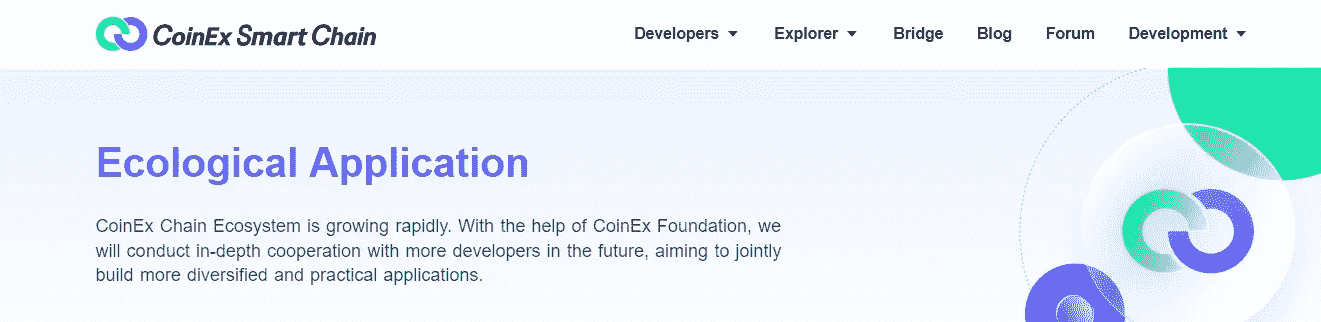 CoinEx Smart Chain Developers Explorer Bridge Blog Forum Development
Ecological Application
CoinEx Chain Ecosystem is growing rapidly. With the help of CoinEx Foundation, we
will conduct in-depth cooperation with more developers in the future, aiming to jointly
build more diversified and practical applications.